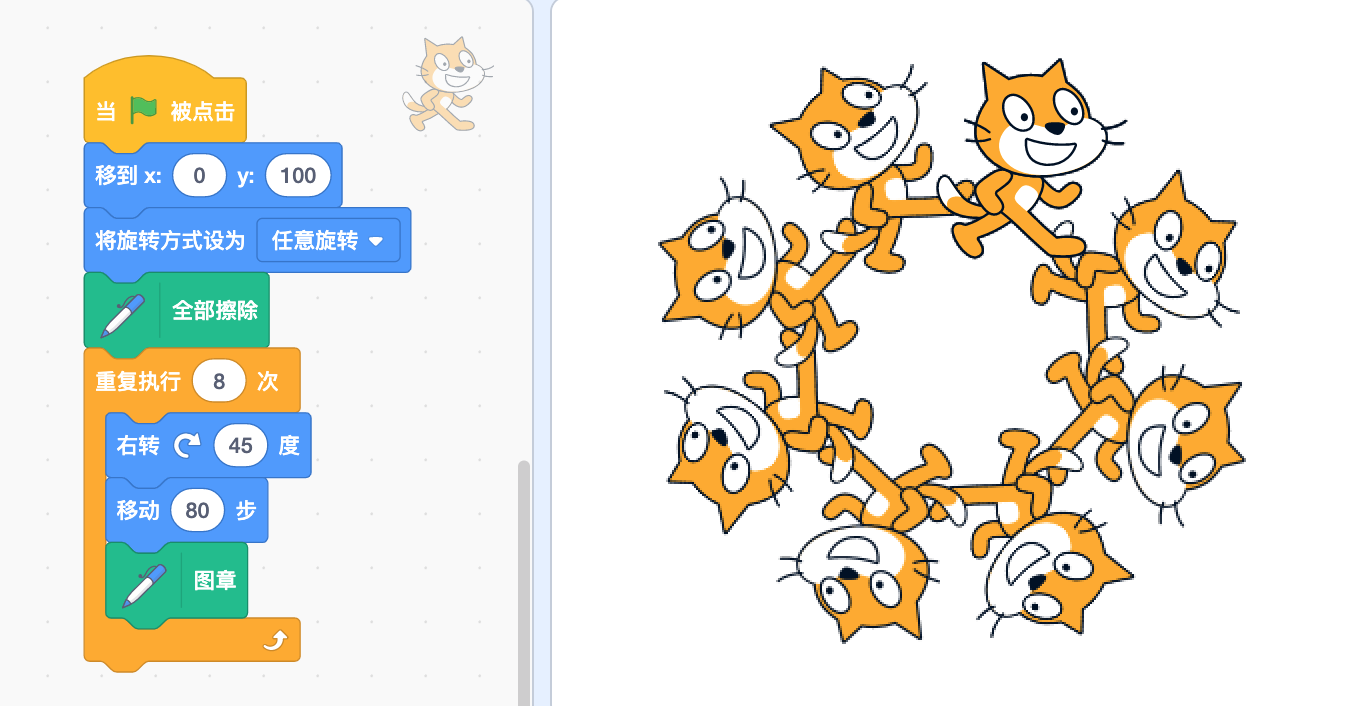 当 被点击
移到 x: 0 y: 100
将旋转方式设为 任意旋转
全部擦除
重复执行 8 次
右转 45 度
移动 80 步
图章